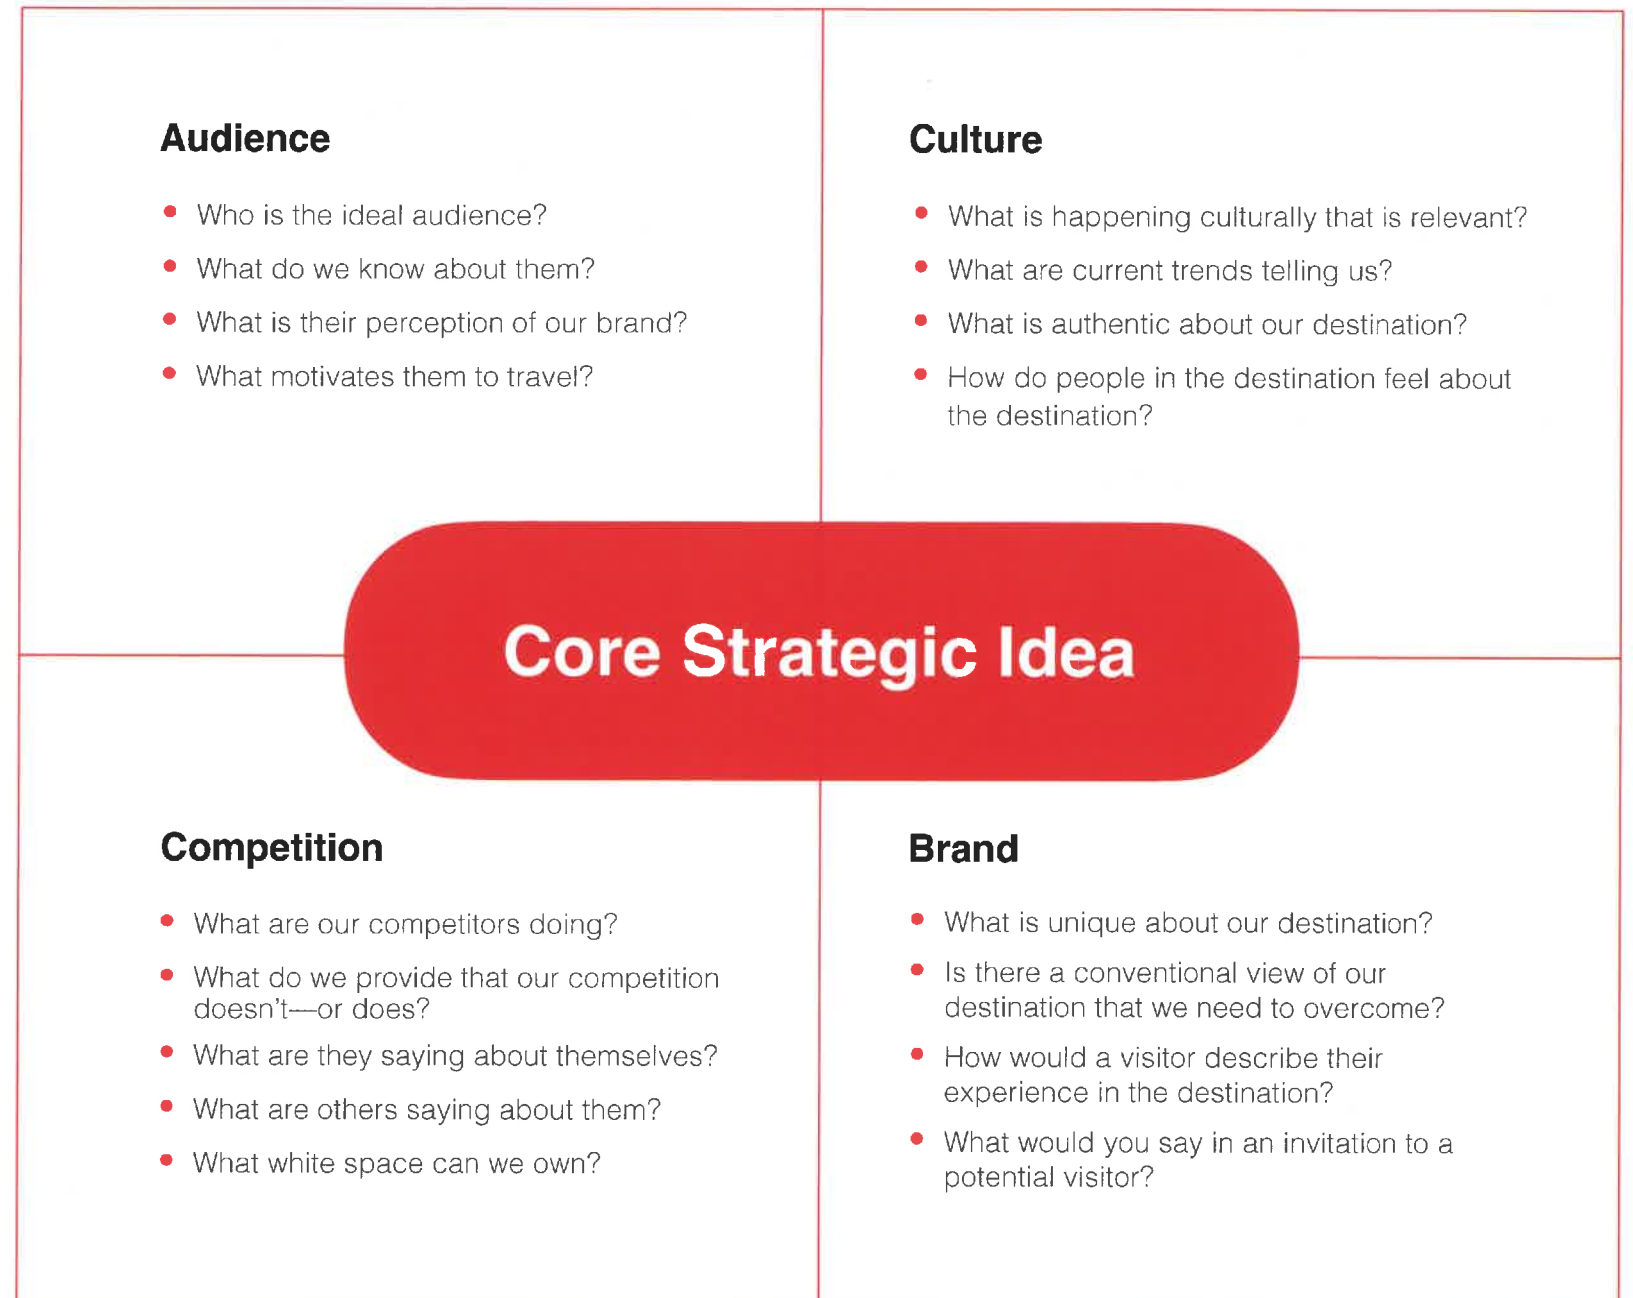 Audience
• Who is the ideal audience?
• What do we know about them?
• What is their perception of our brand?
• What motivates them to travel?
Culture
• What is happening culturally that is relevant?
• What are current trends telling us?
• What is authentic about our destination?
• How do people in the destination feel about
the destination?
Core Strategic Idea
Competition
• What are our competitors doing?
• What do we provide that our competition
doesn't—or does?
• What are they saying about themselves?
• What are others saying about them?
• What white space can we own?
Brand
• What is unique about our destination?
• Is there a conventional view of our
destination that we need to overcome?
• How would a visitor describe their
experience in the destination?
• What would you say in an invitation to a
potential visitor?